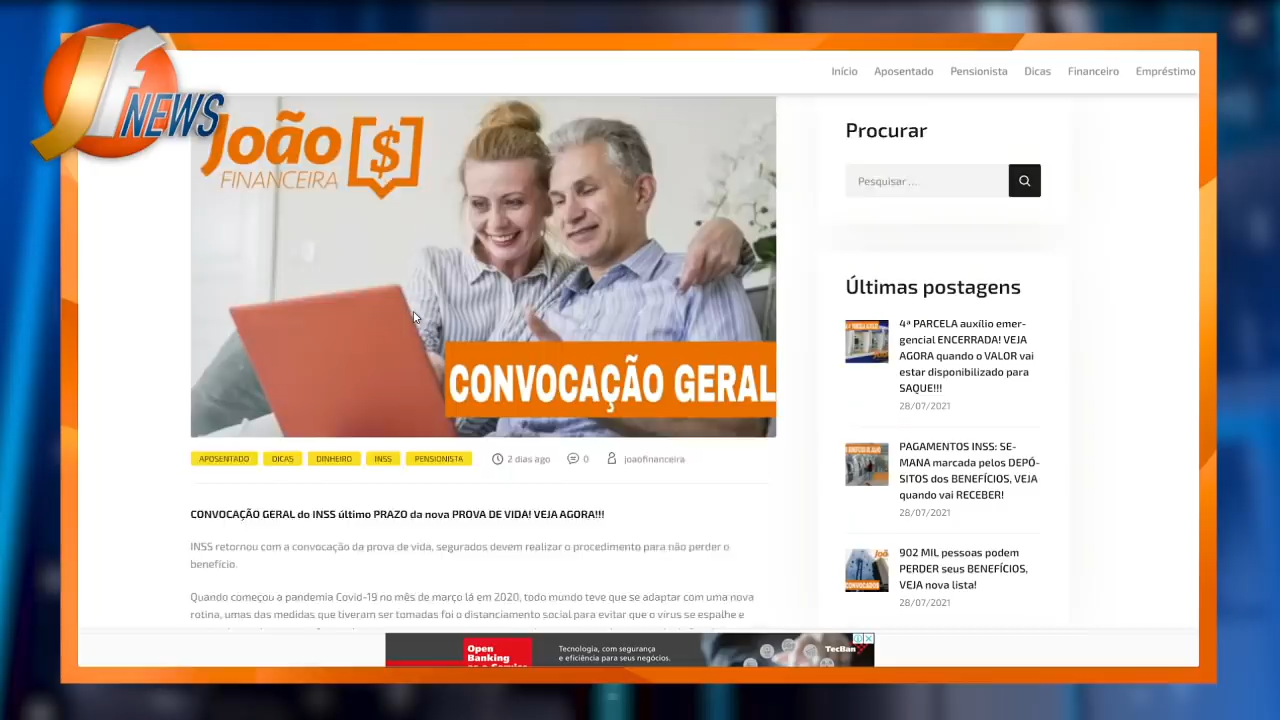 JF
NEWS
Início Aposentado Pensionista Dicas Financeiro Empréstimo
João
FINANCEIRA
$
CONVOCAÇÃO GERAL
APOSENTADO DICAS DINHEIRO INSS PENSIONISTA 2 dias ago 0 joaofinanceira
CONVOCAÇÃO GERAL do INSS último PRAZO da nova PROVA DE VIDA! VEJA AGORA!!!
INSS retornou com a convocação da prova de vida, segurados devem realizar o procedimento para não perder o
benefício.
Quando começou a pandemia Covid-19 no mês de março lá em 2020, todo mundo teve que se adaptar com uma nova
rotina, umas das medidas que tiveram ser tomadas foi o distanciamento social para evitar que o vírus se espalhe e
Procurar
Pesquisar ...
Últimas postagens
4ª PARCELA auxílio emer-
gencial ENCERRADA! VEJA
AGORA quando o VALOR vai
estar disponibilizado para
SAQUE!!!
28/07/2021
PAGAMENTOS INSS: SE-
MANA marcada pelos DEPÓ-
SITOS dos BENEFÍCIOS, VEJA
quando vai RECEBER!
28/07/2021
902 MIL pessoas podem
PERDER seus BENEFÍCIOS,
VEJA nova lista!
28/07/2021
Open
Banking
as a Service
Tecnologia, com segurança
e eficiência para seus negócios.
TecBan